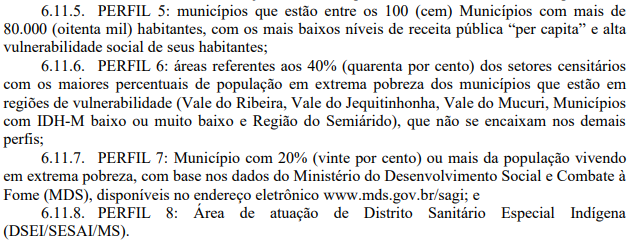 6.11.5. PERFIL 5: municípios que estão entre os 100 (cem) Municípios com mais de
80.000 (oitenta mil) habitantes, com os mais baixos níveis de receita pública “per capita” e alta
vulnerabilidade social de seus habitantes;
6.11.6. PERFIL 6: áreas referentes aos 40% (quarenta por cento) dos setores censitários
com os maiores percentuais de população em extrema pobreza dos municípios que estão em
regiões de vulnerabilidade (Vale do Ribeira, Vale do Jequitinhonha, Vale do Mucuri, Municípios
com IDH-M baixo ou muito baixo e Região do Semiárido), que não se encaixam nos demais
perfis;
6.11.7. PERFIL 7: Município com 20% (vinte por cento) ou mais da população vivendo
em extrema pobreza, com base nos dados do Ministério do Desenvolvimento Social e Combate à
Fome (MDS), disponíveis no endereço eletrônico www.mds.gov.br/sagi; e
6.11.8. PERFIL 8: Área de atuação de Distrito Sanitário Especial Indígena
(DSEI/SESAI/MS).